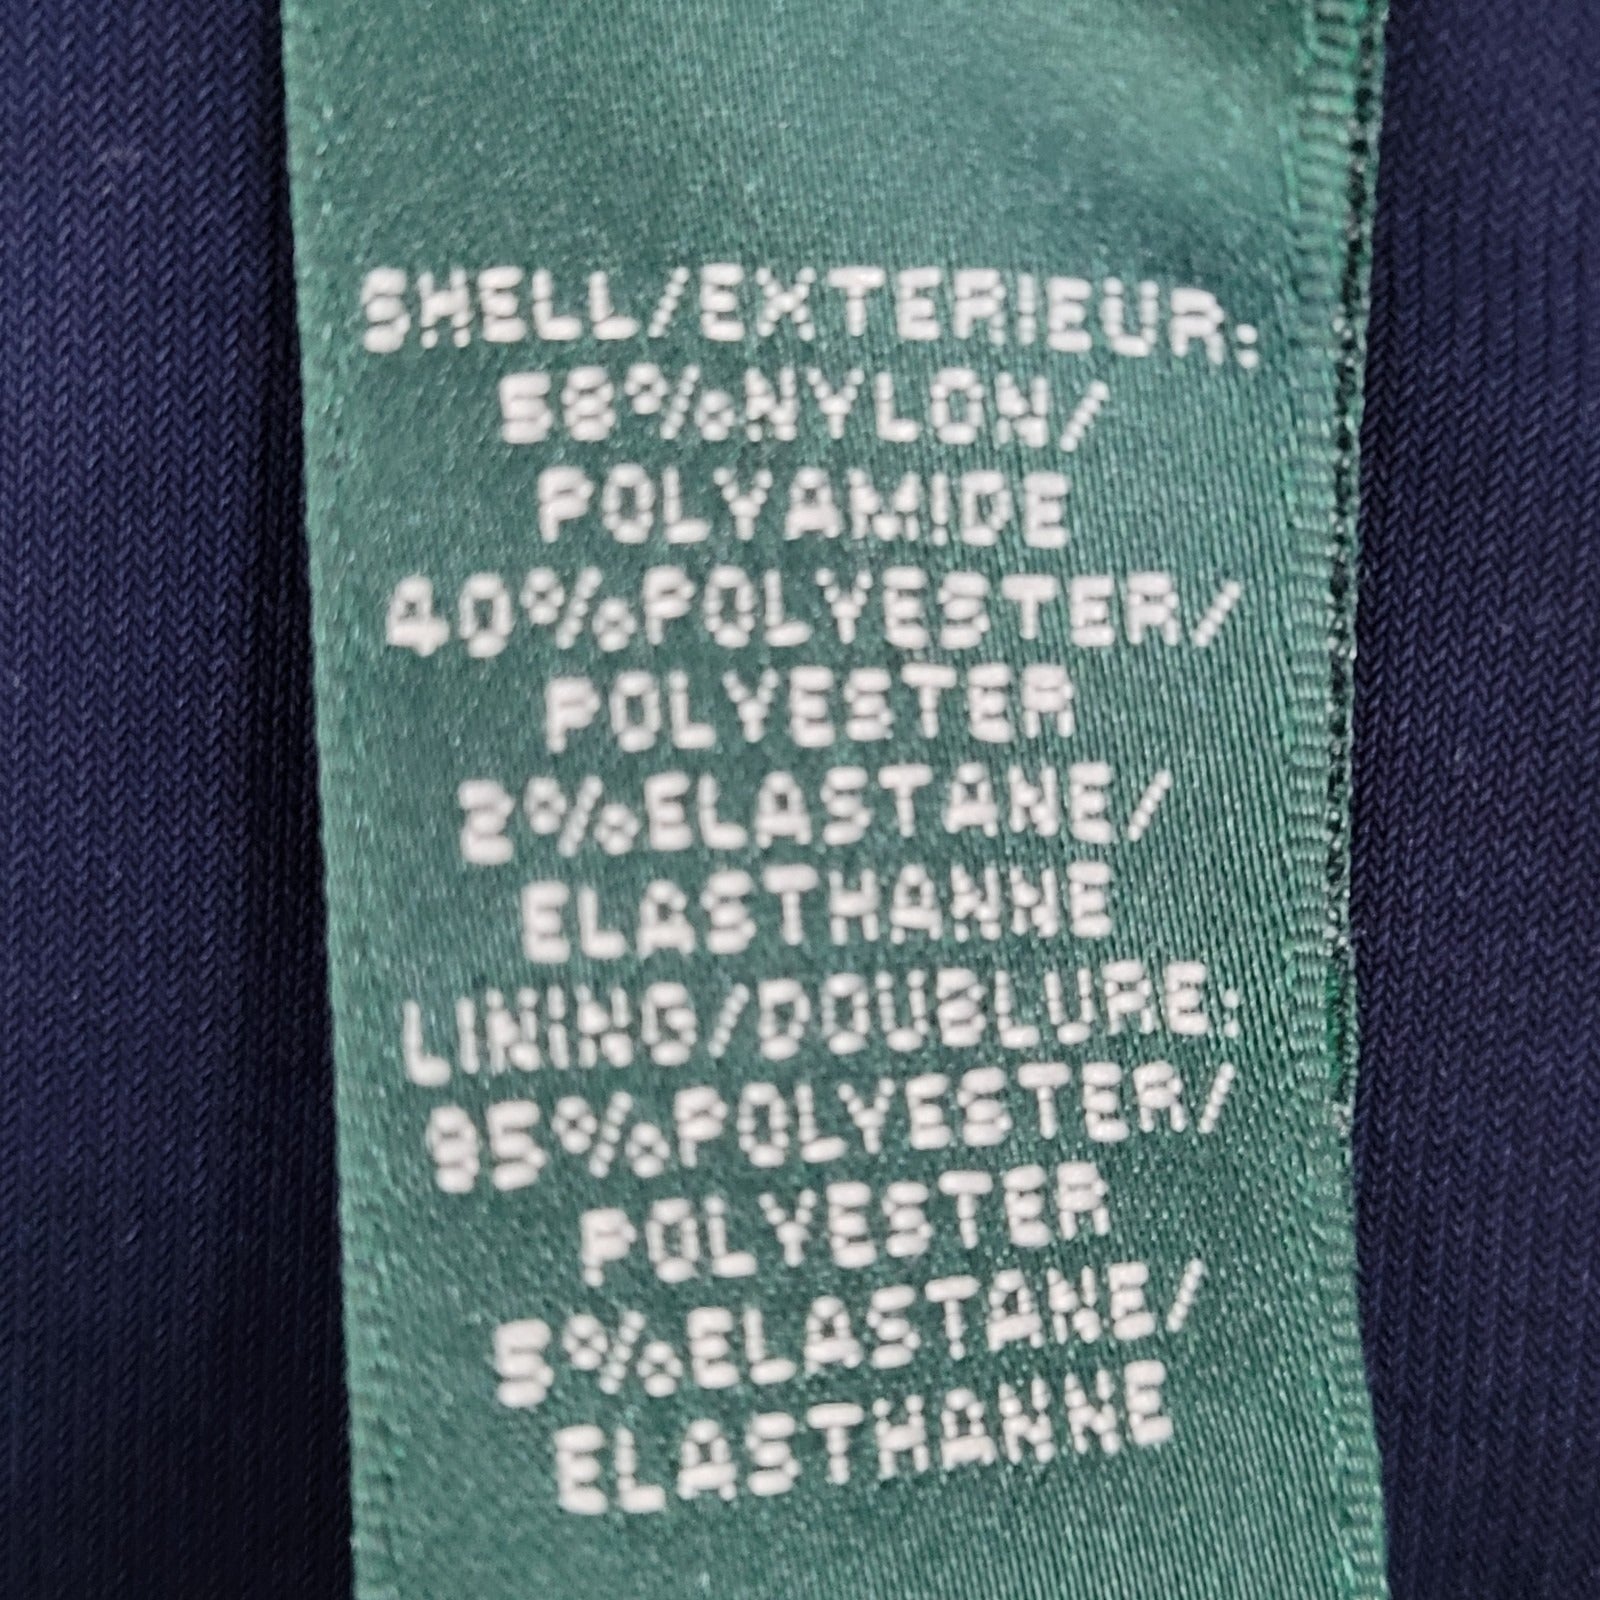 SHELL/EXTERIEUR:
58%NYLON/
POLYAMIDE
40%POLYESTER/
POLYESTER
2%ELASTANE/
ELASTHANNE
LINING/DOUBLURE:
95%POLYESTER/
POLYESTER
5%ELASTANE/
ELASTHANNE